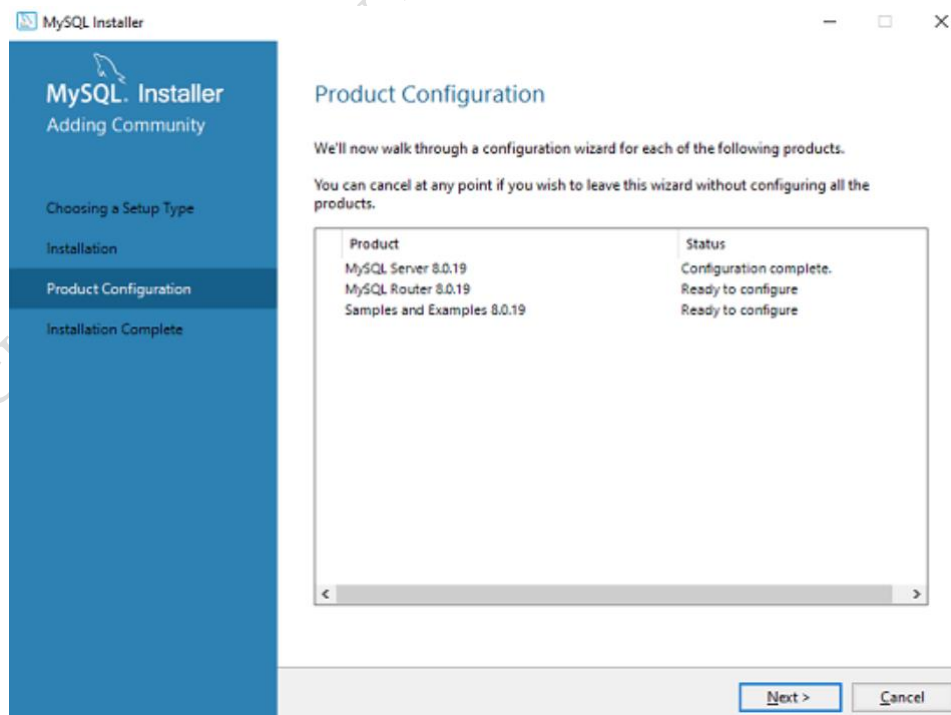 MySQL Installer
MySQL. Installer
Adding Community
Choosing a Setup Type
Installation
Product Configuration
Installation Complete
Product Configuration
We'll now walk through a configuration wizard for each of the following products.
You can cancel at any point if you wish to leave this wizard without configuring all the
products.
Product Status
MySQL Server 8.0.19 Configuration complete.
MySQL Router 8.0.19 Ready to configure
Samples and Examples 8.0.19 Ready to configure
Next > Cancel